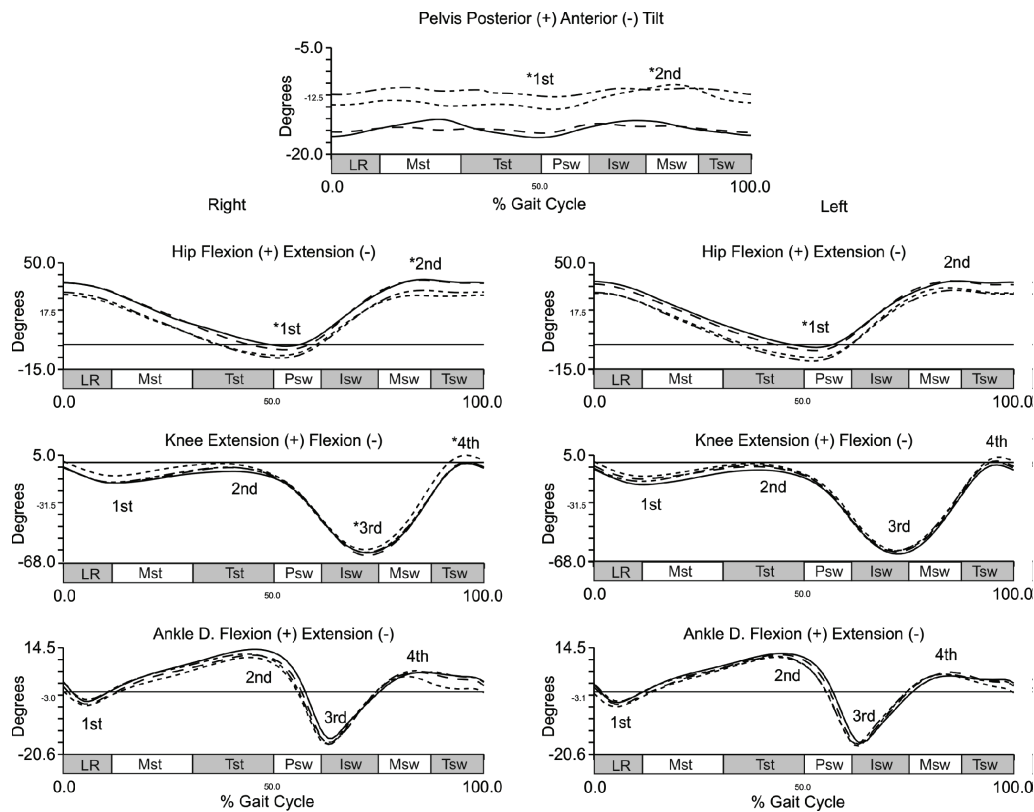 Pelvis Posterior (+) Anterior (-) Tilt
-5.0
*1st
*2nd
-12.5
Degrees
-20.0
LR Mst Tst Psw Isw Msw Tsw
0.0 50.0 100.0
Right % Gait Cycle Left
Hip Flexion (+) Extension (-)
50.0
*2nd
17.5
Degrees
*1st
-15.0
LR Mst Tst Psw Isw Msw Tsw
0.0 50.0 100.0
Hip Flexion (+) Extension (-)
50.0
2nd
17.5
Degrees
*1st
-15.0
LR Mst Tst Psw Isw Msw Tsw
0.0 50.0 100.0
Knee Extension (+) Flexion (-)
*4th
5.0
1st
2nd
-31.5
Degrees
*3rd
-68.0
LR Mst Tst Psw Isw Msw Tsw
0.0 50.0 100.0
Knee Extension (+) Flexion (-)
4th
5.0
1st
2nd
-31.5
Degrees
3rd
-68.0
LR Mst Tst Psw Isw Msw Tsw
0.0 50.0 100.0
Ankle D. Flexion (+) Extension (-)
14.5
4th
2nd
-3.0
Degrees
1st
3rd
-20.6
LR Mst Tst Psw Isw Msw Tsw
0.0 50.0 100.0
% Gait Cycle
Ankle D. Flexion (+) Extension (-)
14.5
4th
2nd
-3.1
Degrees
1st
3rd
-20.6
LR Mst Tst Psw Isw Msw Tsw
0.0 50.0 100.0
% Gait Cycle